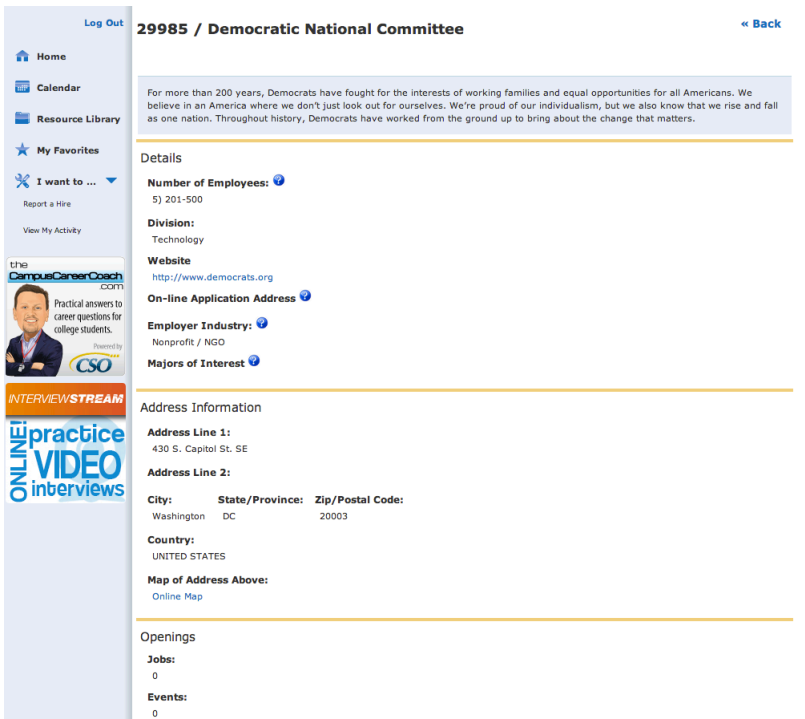 Log Out
Home
Calendar
Resource Library
My Favorites
I want to ...
Report a Hire
View My Activity
the
CampusCareerCoach
.com
Practical answers to
career questions for
college students.
Powered by
CSO
INTERVIEWSTREAM
ONLINE!
practice
VIDEO
interviews
29985 / Democratic National Committee
« Back
For more than 200 years, Democrats have fought for the interests of working families and equal opportunities for all Americans. We
believe in an America where we don't just look out for ourselves. We're proud of our individualism, but we also know that we rise and fall
as one nation. Throughout history, Democrats have worked from the ground up to bring about the change that matters.
Details
Number of Employees: ?
5) 201-500
Division:
Technology
Website
http://www.democrats.org
On-line Application Address ?
Employer Industry: ?
Nonprofit / NGO
Majors of Interest ?
Address Information
Address Line 1:
430 S. Capitol St. SE
Address Line 2:
City: State/Province: Zip/Postal Code:
Washington DC 20003
Country:
UNITED STATES
Map of Address Above:
Online Map
Openings
Jobs:
0
Events:
0